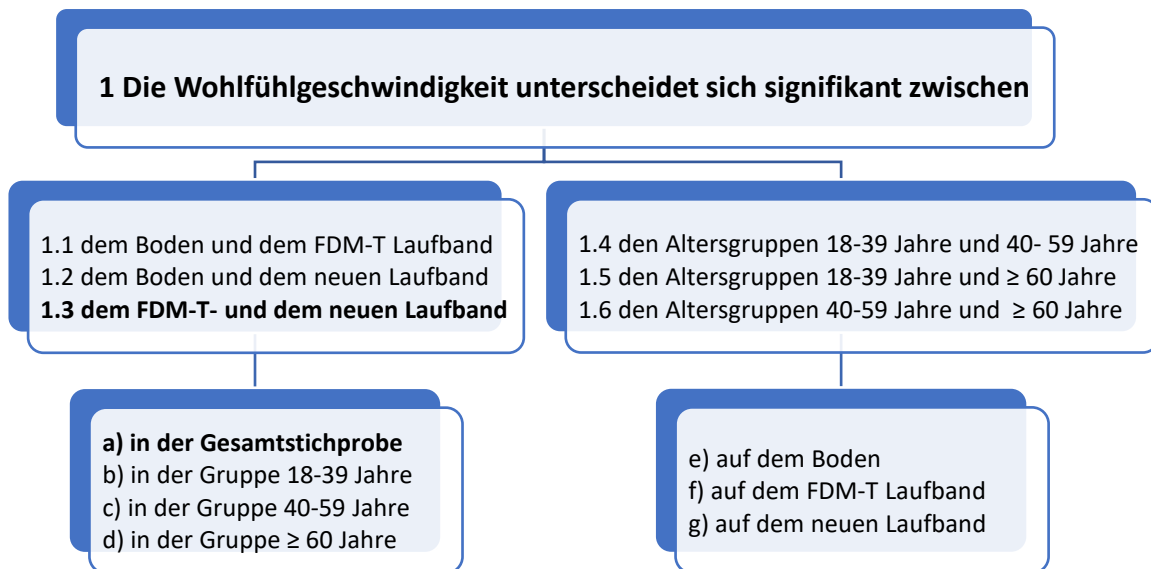 1 Die Wohlfühlgeschwindigkeit unterscheidet sich signifikant zwischen
1.1 dem Boden und dem FDM-T Laufband
1.2 dem Boden und dem neuen Laufband
1.3 dem FDM-T- und dem neuen Laufband
1.4 den Altersgruppen 18-39 Jahre und 40- 59 Jahre
1.5 den Altersgruppen 18-39 Jahre und ≥ 60 Jahre
1.6 den Altersgruppen 40-59 Jahre und ≥ 60 Jahre
a) in der Gesamtstichprobe
b) in der Gruppe 18-39 Jahre
c) in der Gruppe 40-59 Jahre
d) in der Gruppe ≥ 60 Jahre
e) auf dem Boden
f) auf dem FDM-T Laufband
g) auf dem neuen Laufband